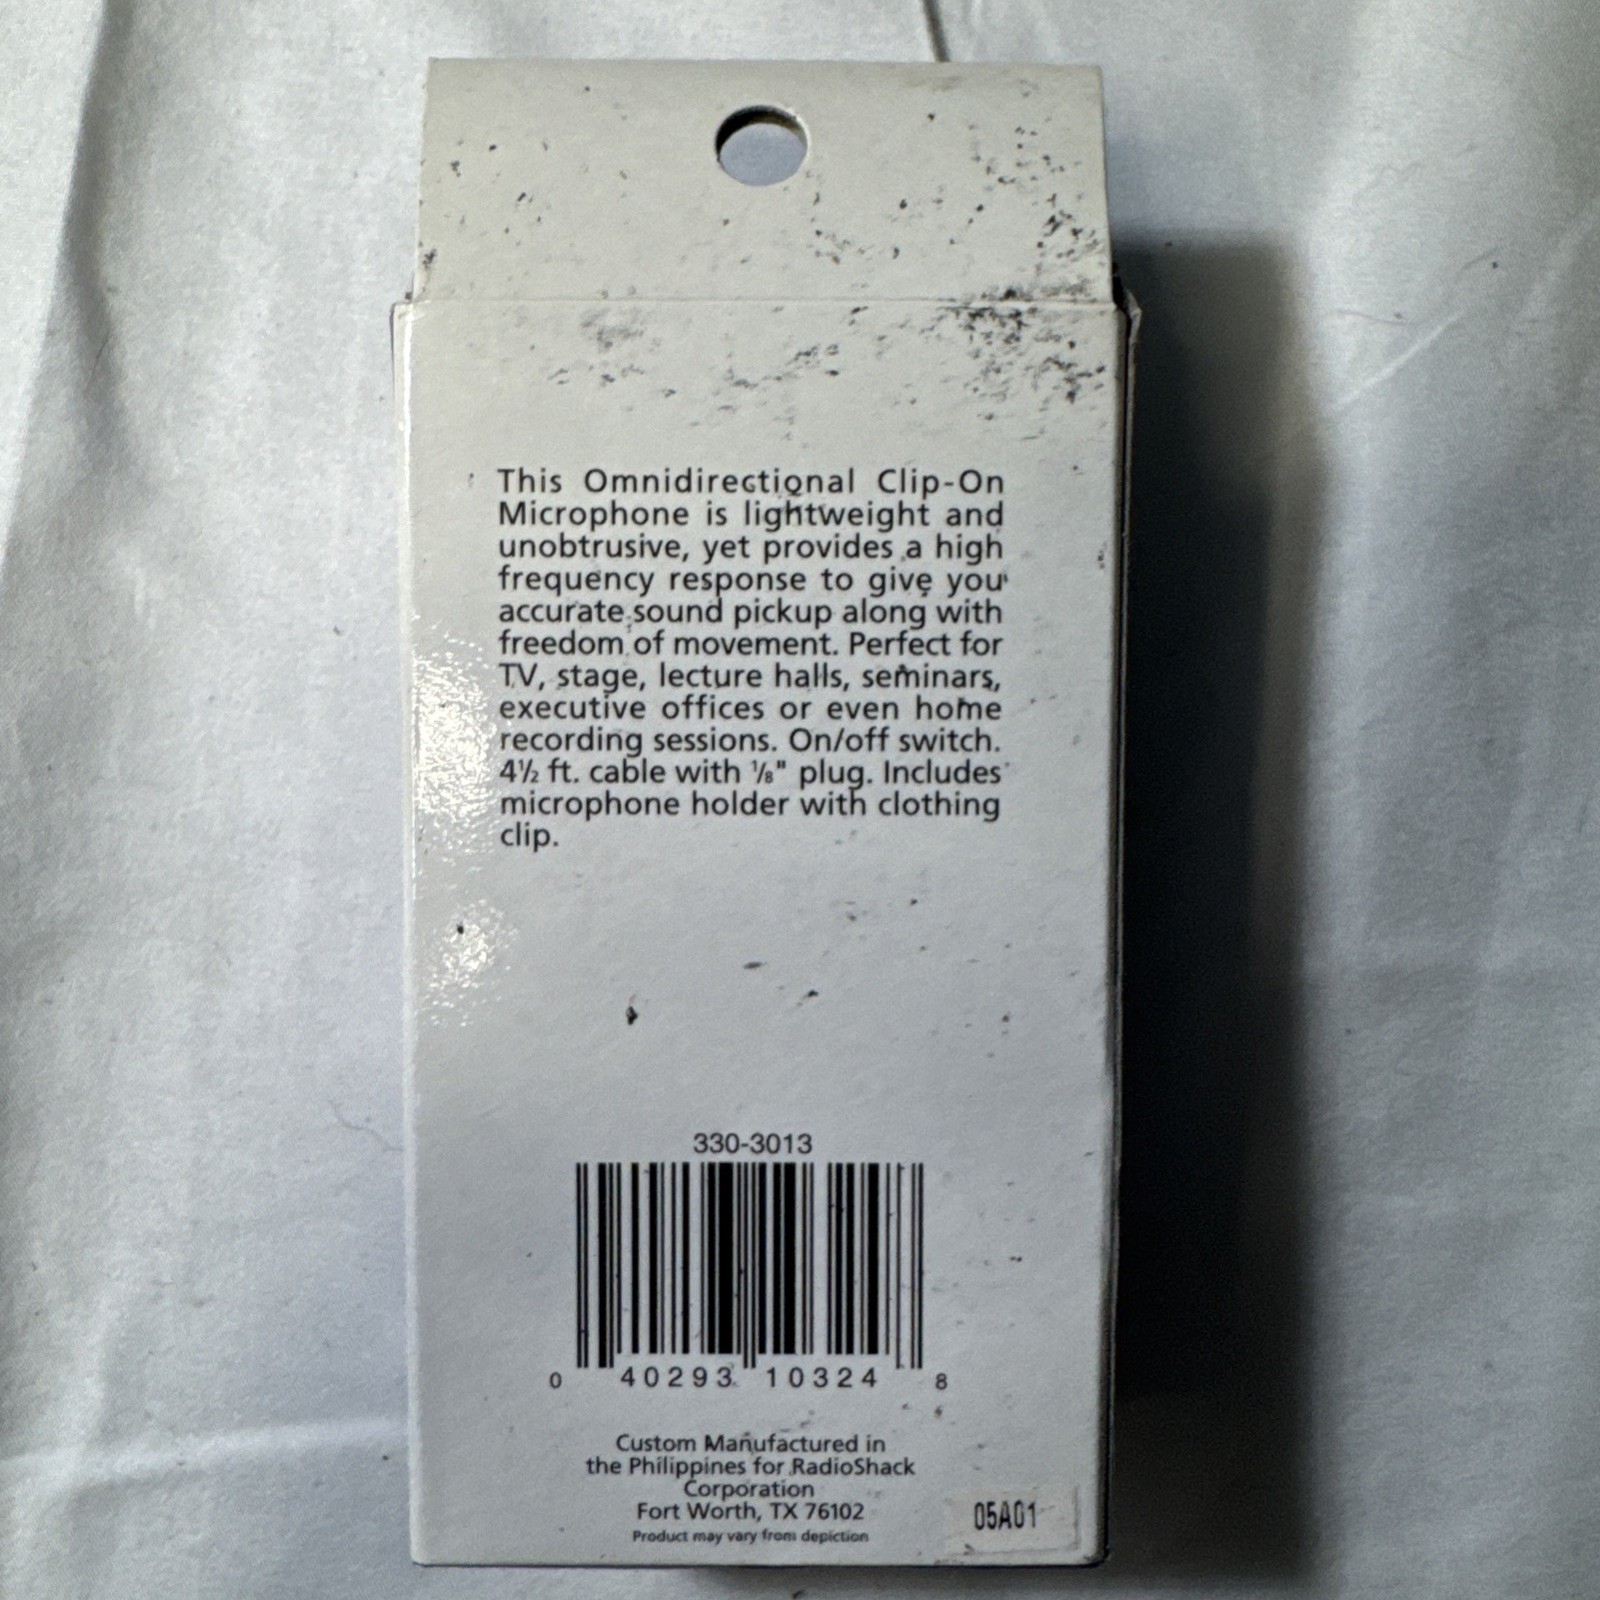 This Omnidirectional Clip-On
Microphone is lightweight and
unobtrusive, yet provides a high
frequency response to give you
accurate sound pickup along with
freedom of movement. Perfect for
TV, stage, lecture halls, seminars,
executive offices or even home
recording sessions. On/off switch.
4½ ft. cable with ⅛" plug. Includes
microphone holder with clothing
clip.
330-3013
0 40293 10324 8
Custom Manufactured in
the Philippines for RadioShack
Corporation
Fort Worth, TX 76102
Product may vary from depiction
05A01